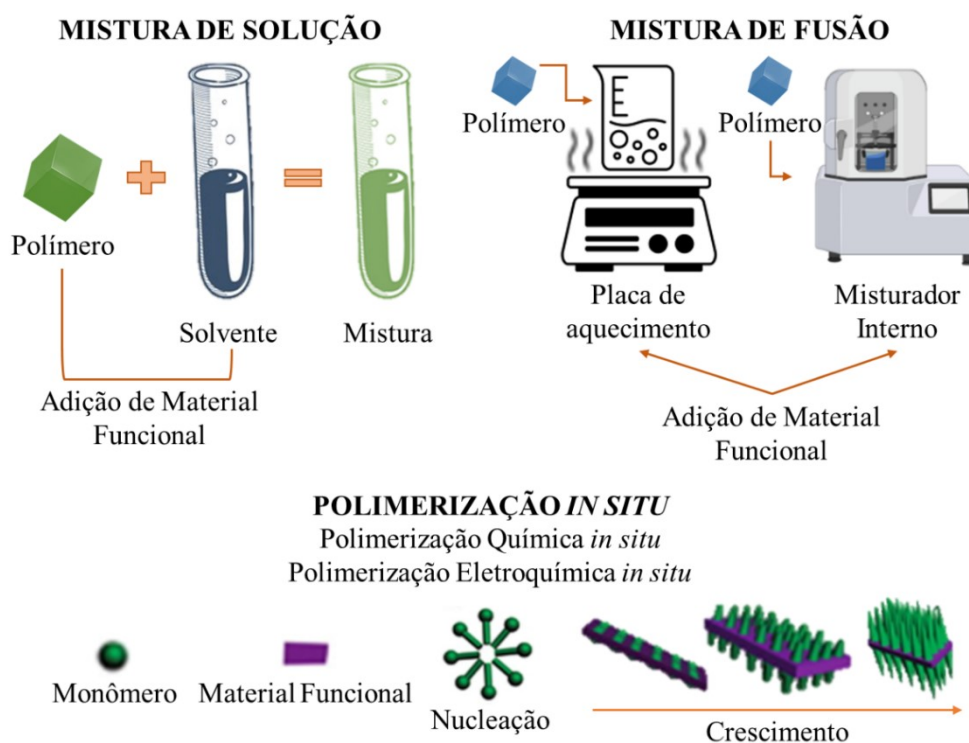 MISTURA DE SOLUÇÃO
Polímero
Solvente
Mistura
Adição de Material
Funcional
MISTURA DE FUSÃO
Polímero
Polímero
Placa de
aquecimento
Misturador
Interno
Adição de Material
Funcional
POLIMERIZAÇÃO IN SITU
Polimerização Química in situ
Polimerização Eletroquímica in situ
Monômero
Material Funcional
Nucleação
Crescimento